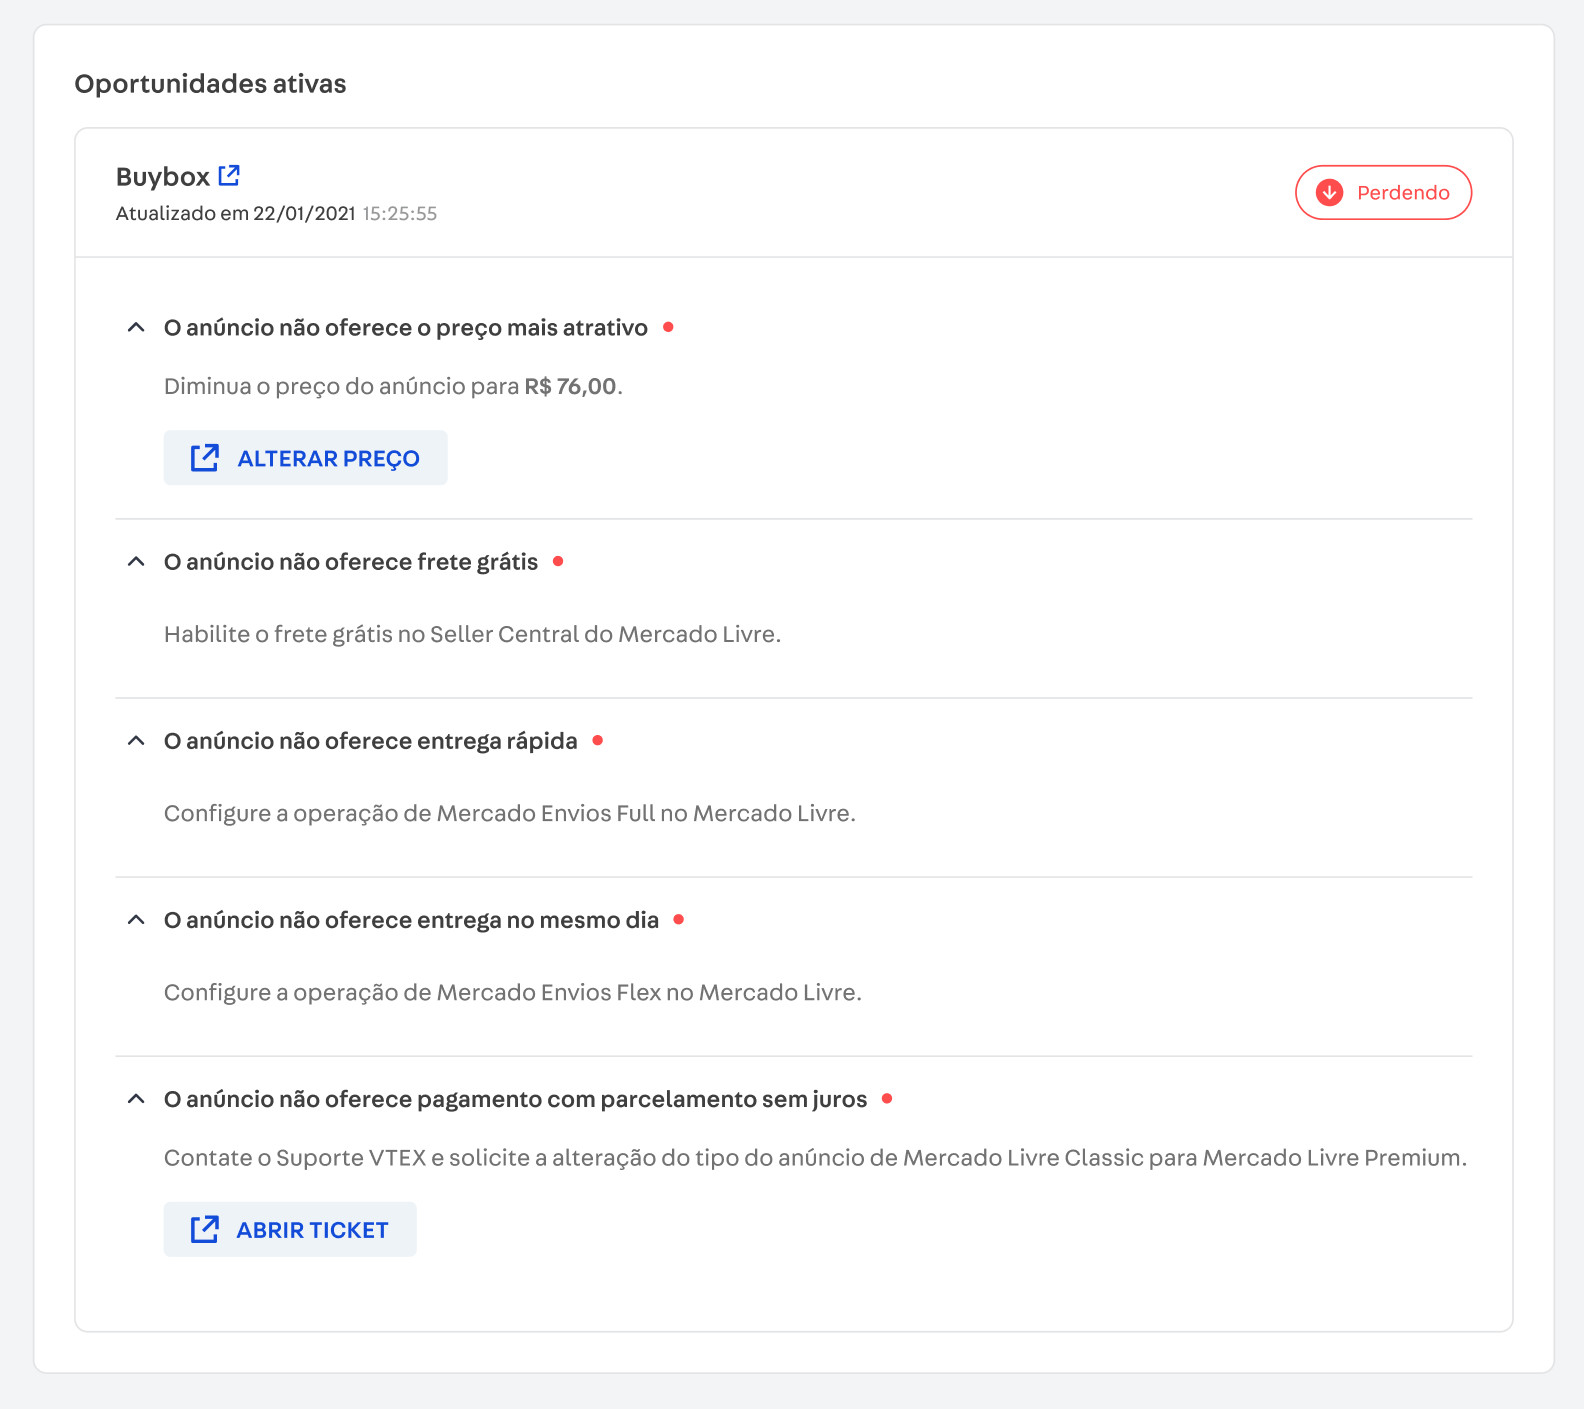 Oportunidades ativas
Buybox
Atualizado em 22/01/2021 15:25:55
Perdendo
O anúncio não oferece o preço mais atrativo
Diminua o preço do anúncio para R$ 76,00.
ALTERAR PREÇO
O anúncio não oferece frete grátis
Habilite o frete grátis no Seller Central do Mercado Livre.
O anúncio não oferece entrega rápida
Configure a operação de Mercado Envios Full no Mercado Livre.
O anúncio não oferece entrega no mesmo dia
Configure a operação de Mercado Envios Flex no Mercado Livre.
O anúncio não oferece pagamento com parcelamento sem juros
Contate o Suporte VTEX e solicite a alteração do tipo do anúncio de Mercado Livre Classic para Mercado Livre Premium.
ABRIR TICKET